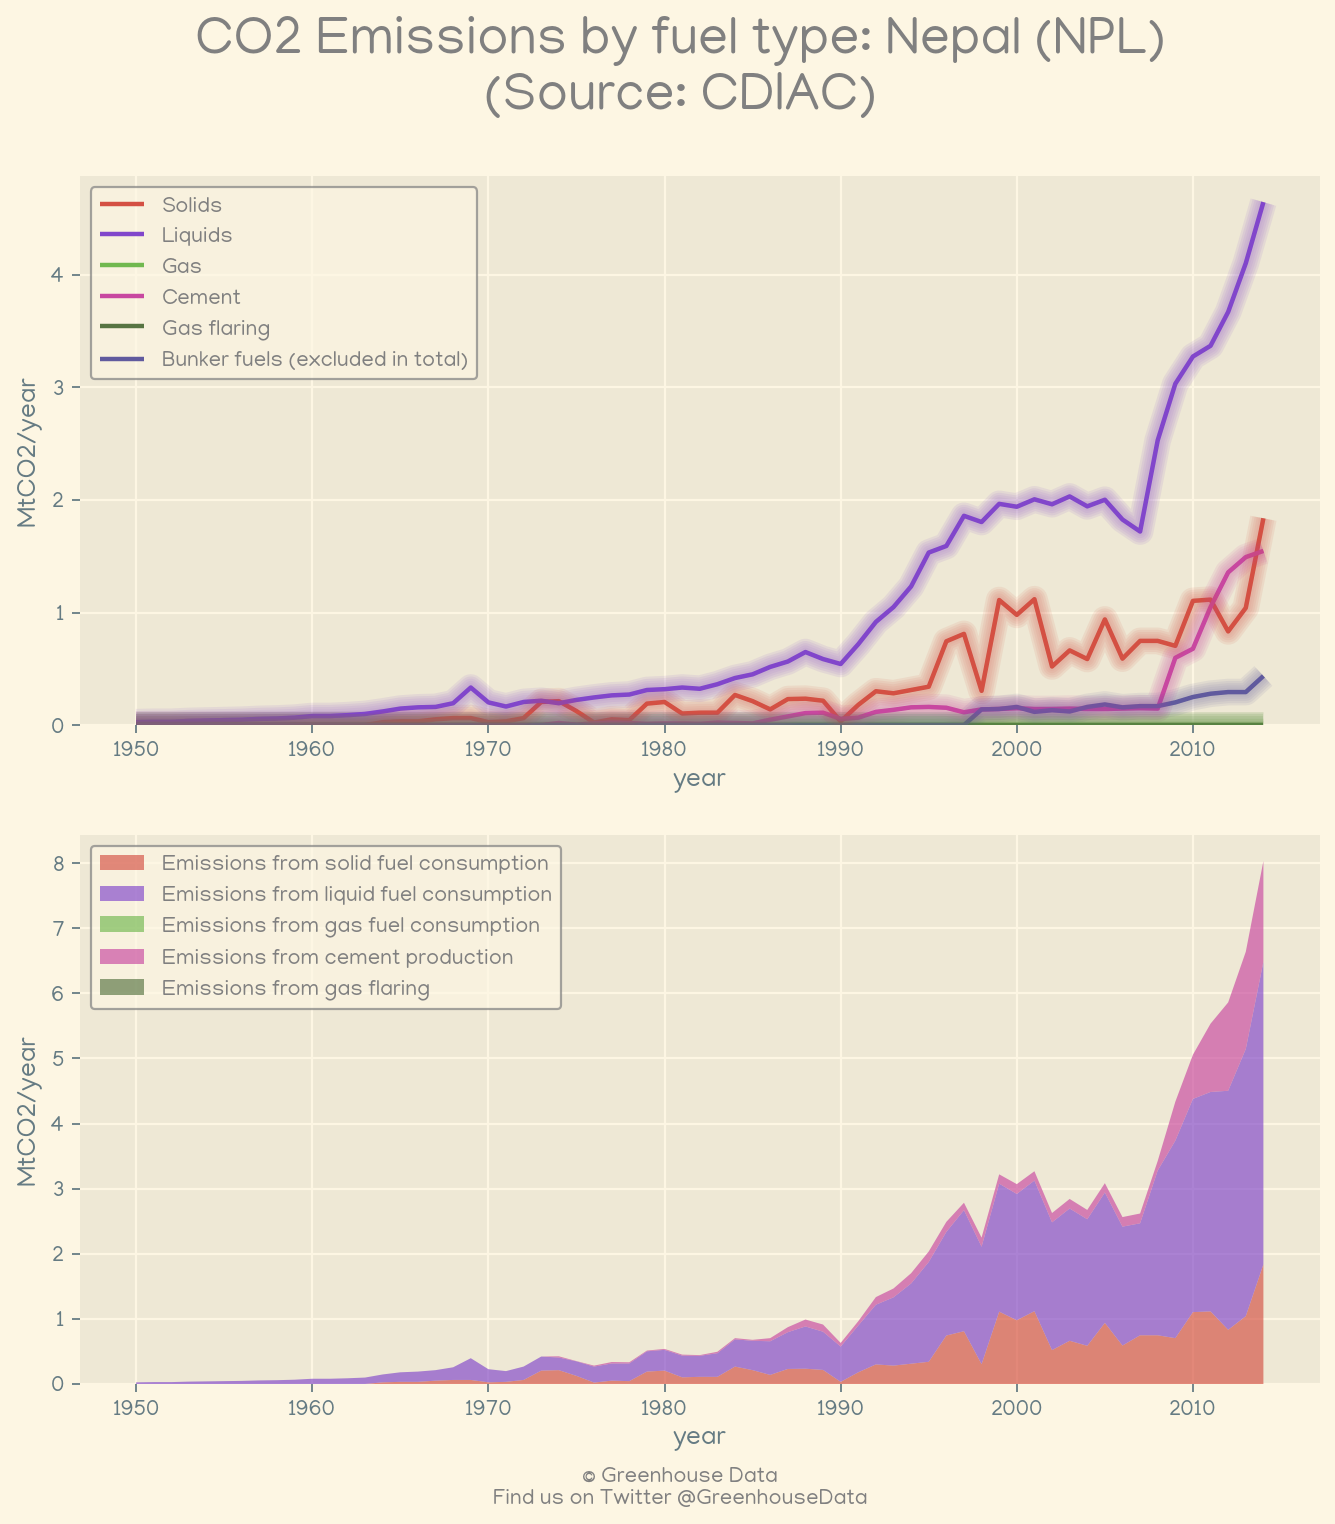 CO2 Emissions by fuel type: Nepal (NPL)
(Source: CDIAC)
Solids
Liquids
Gas
Cement
Gas flaring
Bunker fuels (excluded in total)
MtCO2/year
4
3
2
1
0
1950 1960 1970 1980 1990 2000 2010
year
Emissions from solid fuel consumption
Emissions from liquid fuel consumption
Emissions from gas fuel consumption
Emissions from cement production
Emissions from gas flaring
MtCO2/year
8
7
6
5
4
3
2
1
0
1950 1960 1970 1980 1990 2000 2010
year
© Greenhouse Data
Find us on Twitter @GreenhouseData